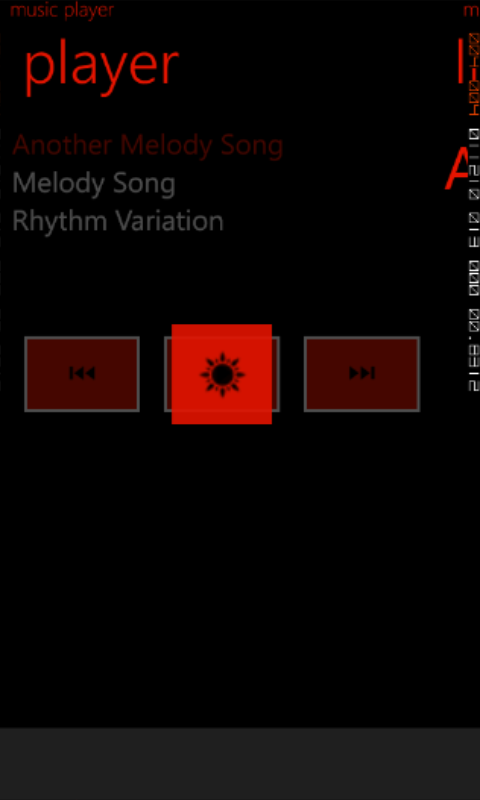 music player
player
Another Melody Song
Melody Song
Rhythm Variation